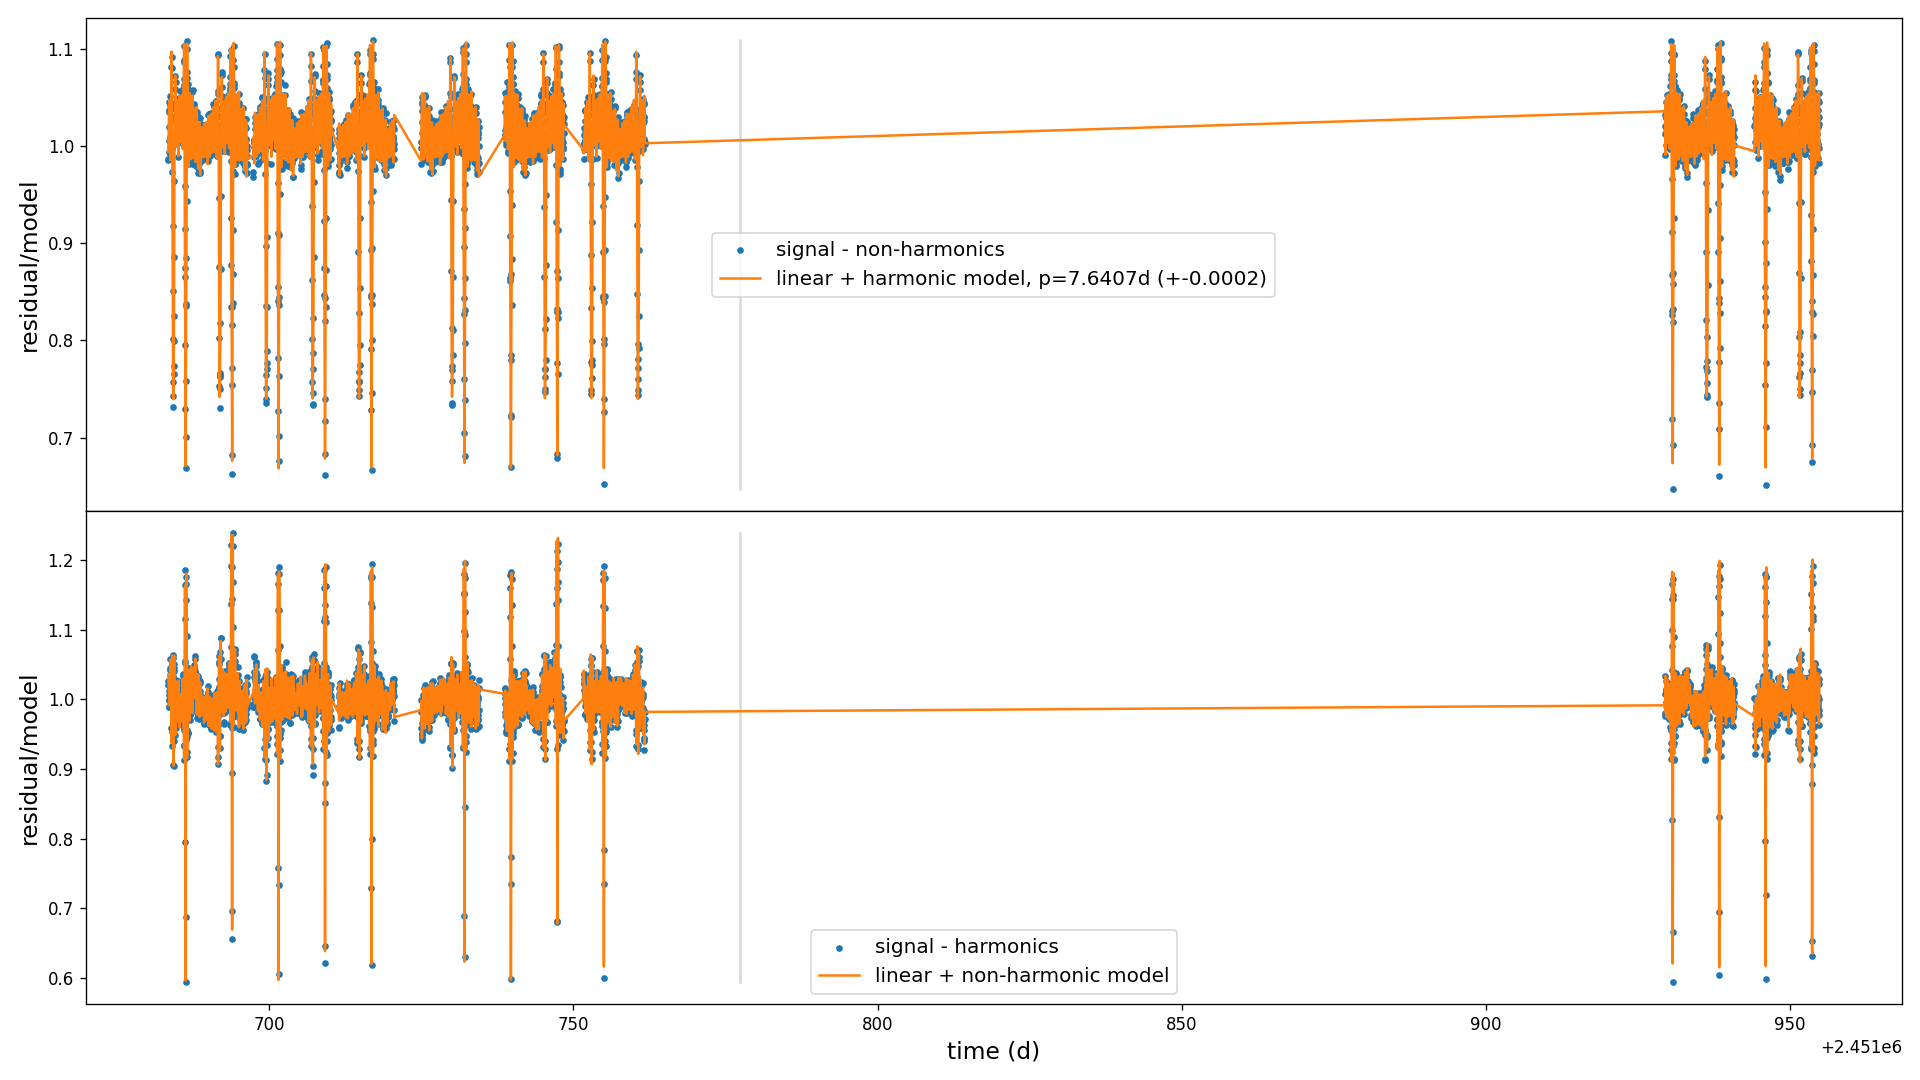 1.1
1.0
0.9
0.8
0.7
residual/model
signal - non-harmonics
linear + harmonic model, p=7.6407d (+-0.0002)
1.2
1.1
1.0
0.9
0.8
0.7
0.6
residual/model
signal - harmonics
linear + non-harmonic model
700 750 800 850 900 950
time (d)
+2.451e6